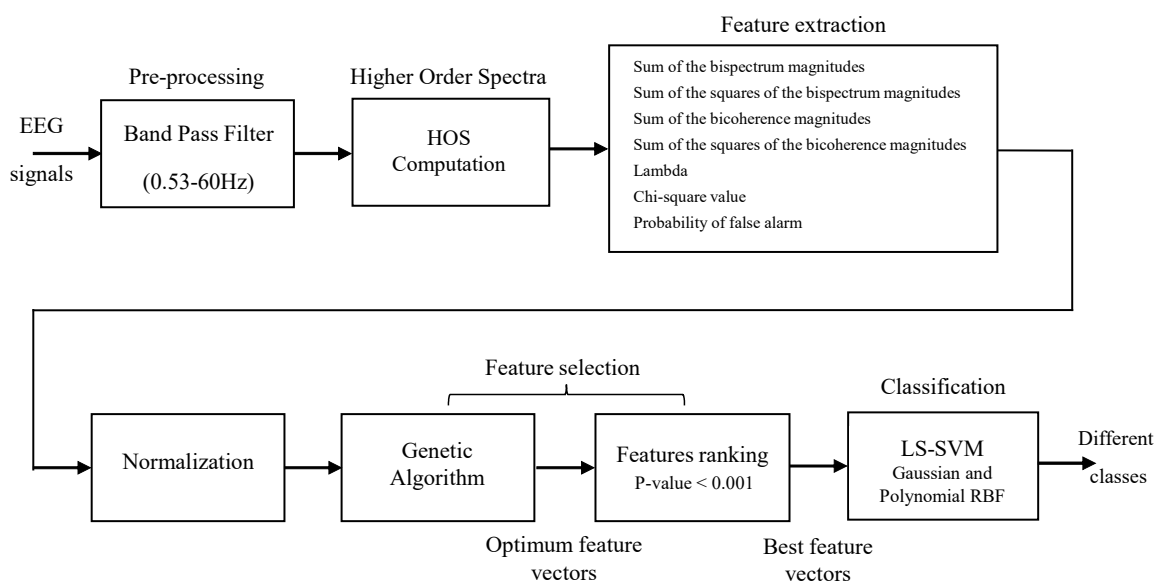 Feature extraction
Pre-processing
Higher Order Spectra
EEG
signals
Band Pass Filter
(0.53-60Hz)
HOS
Computation
Sum of the bispectrum magnitudes
Sum of the squares of the bispectrum magnitudes
Sum of the bicoherence magnitudes
Sum of the squares of the bicoherence magnitudes
Lambda
Chi-square value
Probability of false alarm
Feature selection
Classification
Normalization
Genetic
Algorithm
Features ranking
P-value < 0.001
LS-SVM
Gaussian and
Polynomial RBF
Different
classes
Optimum feature
vectors
Best feature
vectors